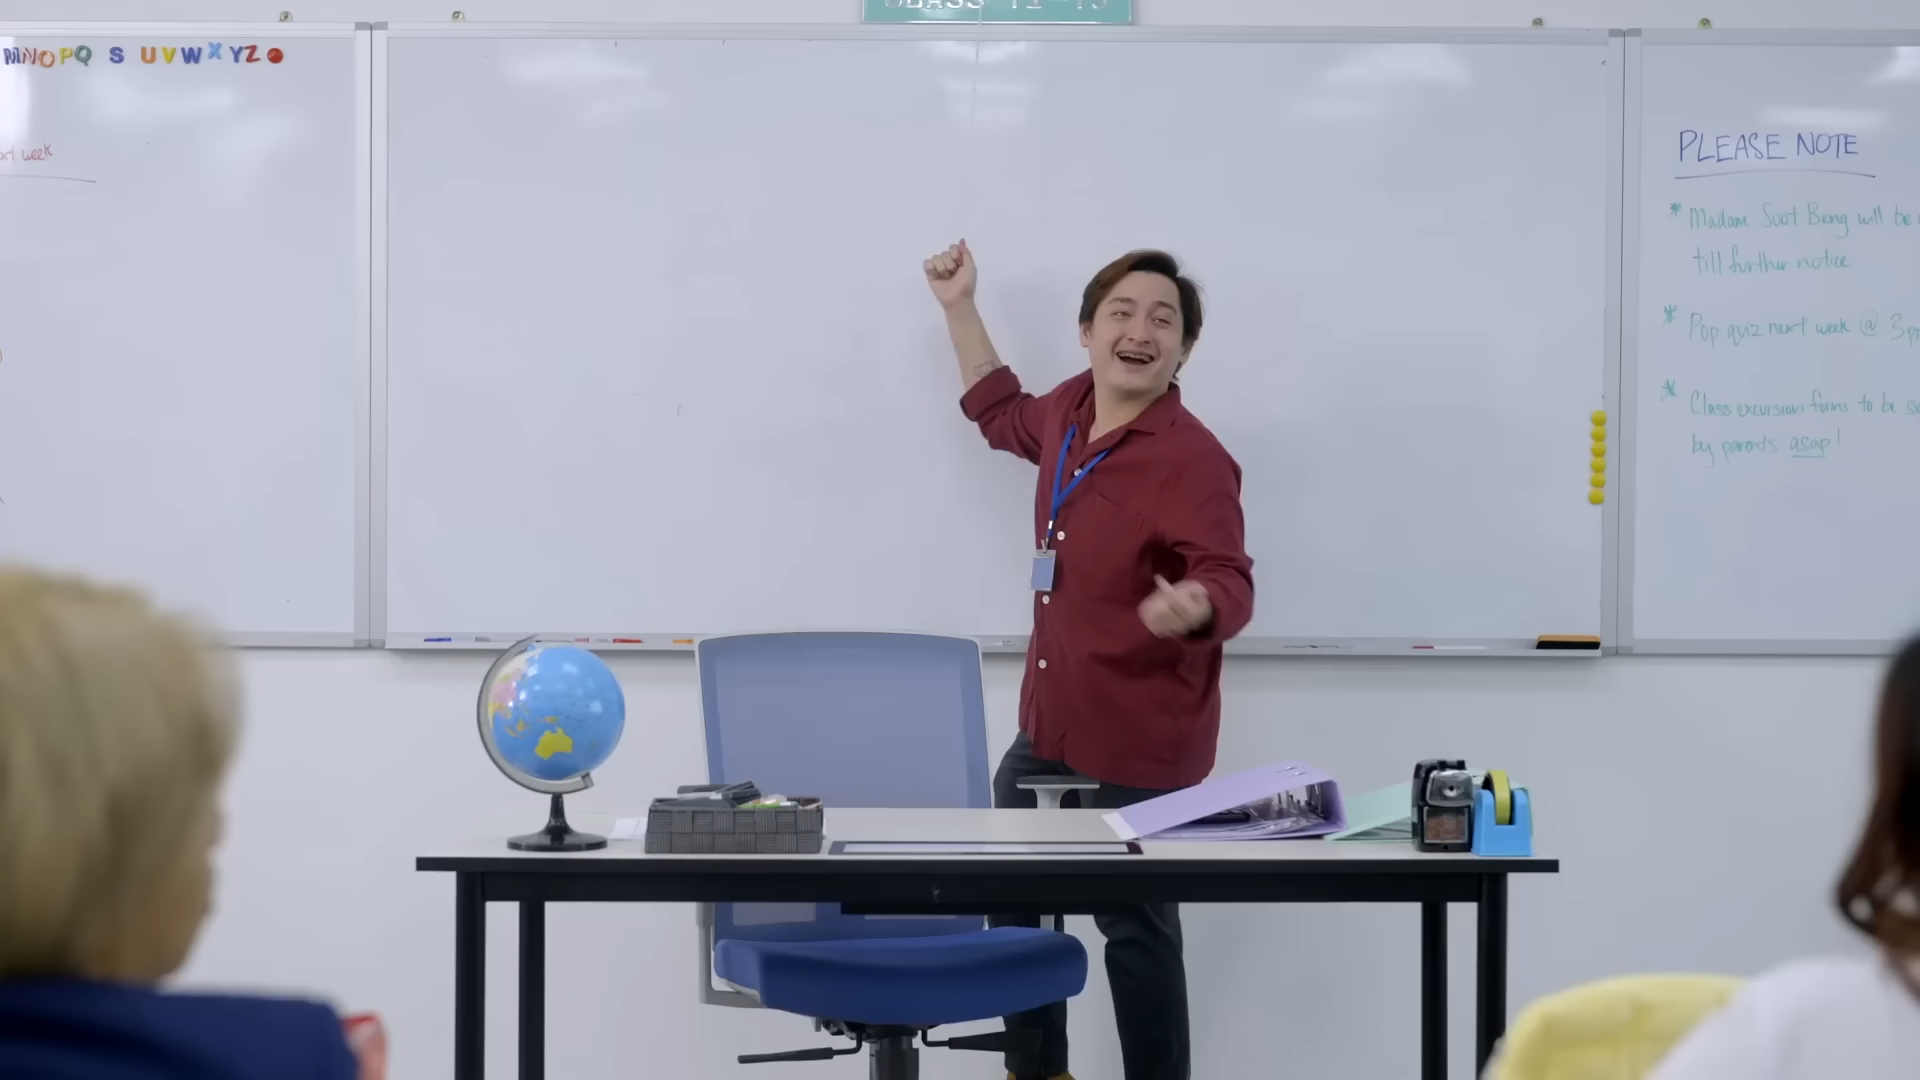 MNOPQ S UVWXYZ
week
PLEASE NOTE
* Madam Soot Beng will be
till further notice
* Pop quiz next week @ 3p
* Class excursion forms to be
by parents asap!